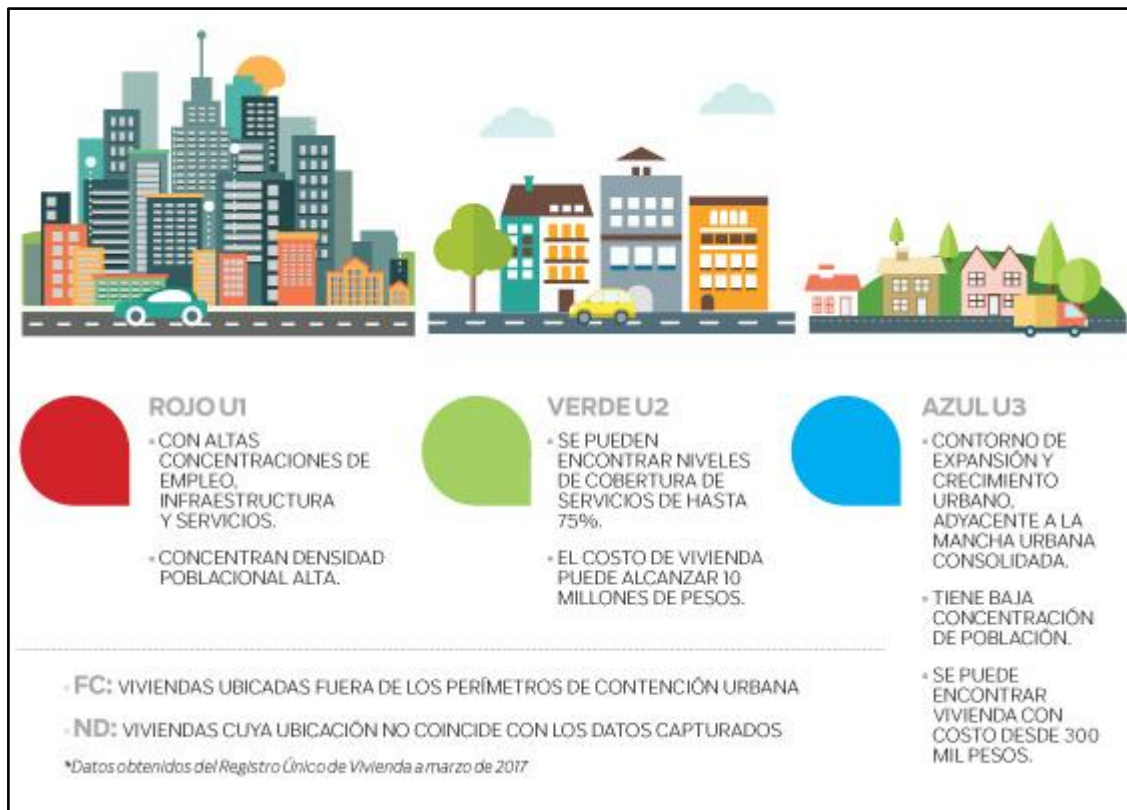 ROJO U1
• CON ALTAS
CONCENTRACIONES DE
EMPLEO,
INFRAESTRUCTURA
Y SERVICIOS.
• CONCENTRAN DENSIDAD
POBLACIONAL ALTA.
VERDE U2
• SE PUEDEN
ENCONTRAR NIVELES
DE COBERTURA DE
SERVICIOS DE HASTA
75%.
• EL COSTO DE VIVIENDA
PUEDE ALCANZAR 10
MILLONES DE PESOS.
AZUL U3
• CONTORNO DE
EXPANSIÓN Y
CRECIMIENTO
URBANO,
ADYACENTE A LA
MANCHA URBANA
CONSOLIDADA.
• TIENE BAJA
CONCENTRACIÓN
DE POBLACIÓN.
• SE PUEDE
ENCONTRAR
VIVIENDA CON
COSTO DESDE 300
MIL PESOS.
• FC: VIVIENDAS UBICADAS FUERA DE LOS PERÍMETROS DE CONTENCIÓN URBANA
• ND: VIVIENDAS CUYA UBICACIÓN NO COINCIDE CON LOS DATOS CAPTURADOS
*Datos obtenidos del Registro Único de Vivienda a marzo de 2017